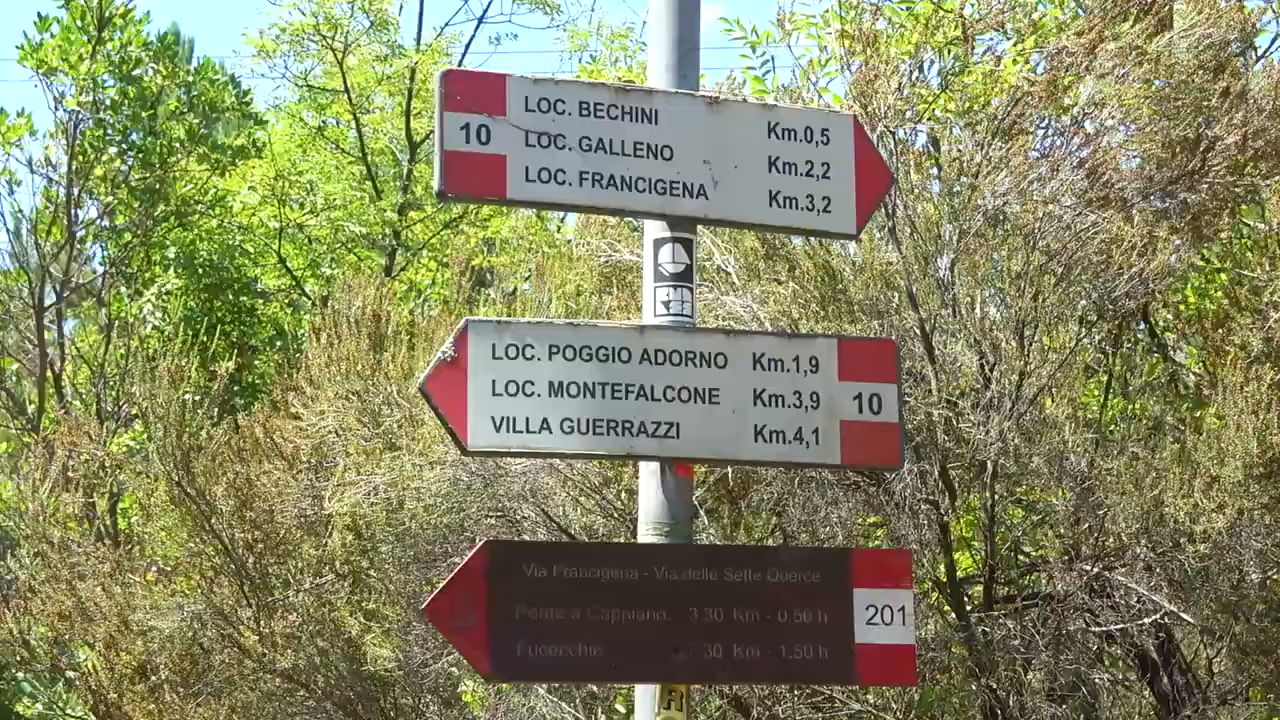 10
LOC. BECHINI Km.0,5
LOC. GALLENO Km.2,2
LOC. FRANCIGENA Km.3,2
LOC. POGGIO ADORNO Km.1,9
LOC. MONTEFALCONE Km.3,9
VILLA GUERRAZZI Km.4,1
10
Via Francigena - Via delle Sette Querce
Ponte a Cappiano 3.30 Km - 0,50 h
Fucecchio 30 Km - 1,50 h
201